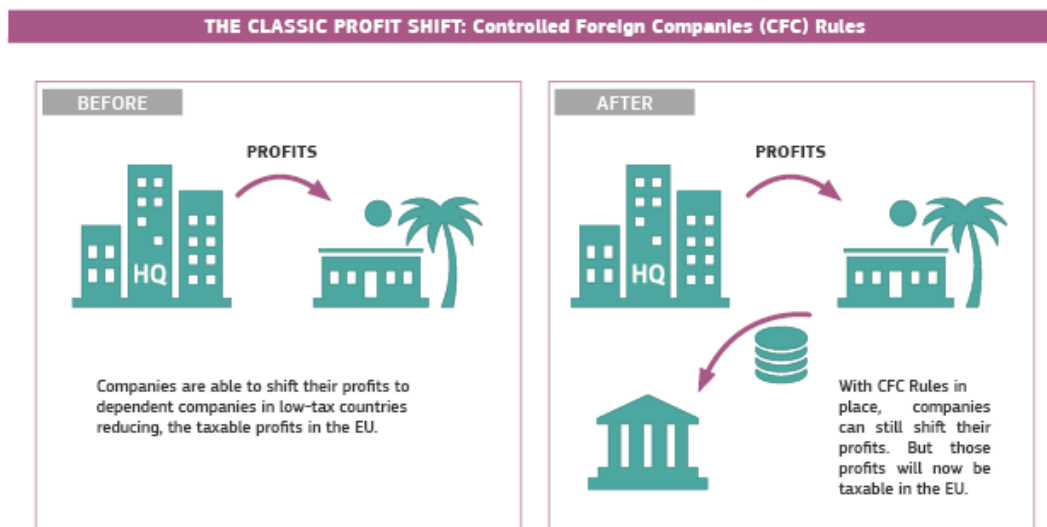 THE CLASSIC PROFIT SHIFT: Controlled Foreign Companies (CFC) Rules
BEFORE
PROFITS
HQ
Companies are able to shift their profits to
dependent companies in low-tax countries
reducing, the taxable profits in the EU.
AFTER
PROFITS
HQ
With CFC Rules in
place, companies
can still shift their
profits. But those
profits will now be
taxable in the EU.